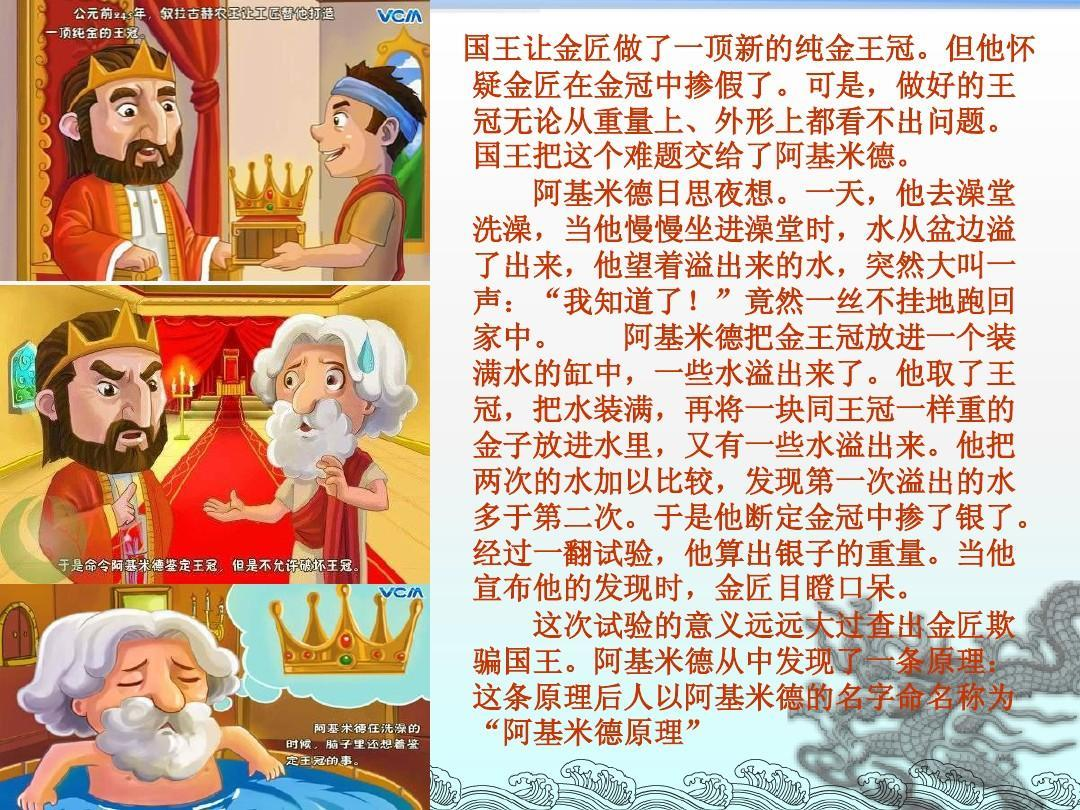 公元前245年，叙拉古赫农王让工匠替他打造
一顶纯金的王冠。
VCM
于是命令阿基米德鉴定王冠，但是不允许破坏王冠。
VCM
阿基米德在洗澡的
时候，脑子里还想着鉴
定王冠的事。
国王让金匠做了一顶新的纯金王冠。但他怀
疑金匠在金冠中掺假了。可是，做好的王
冠无论从重量上、外形上都看不出问题。
国王把这个难题交给了阿基米德。
阿基米德日思夜想。一天，他去澡堂
洗澡，当他慢慢坐进澡堂时，水从盆边溢
了出来，他望着溢出来的水，突然大叫一
声：“我知道了！”竟然一丝不挂地跑回
家中。　　阿基米德把金王冠放进一个装
满水的缸中，一些水溢出来了。他取了王
冠，把水装满，再将一块同王冠一样重的
金子放进水里，又有一些水溢出来。他把
两次的水加以比较，发现第一次溢出的水
多于第二次。于是他断定金冠中掺了银了。
经过一翻试验，他算出银子的重量。当他
宣布他的发现时，金匠目瞪口呆。
这次试验的意义远远大过查出金匠欺
骗国王。阿基米德从中发现了一条原理：
这条原理后人以阿基米德的名字命名称为
“阿基米德原理”